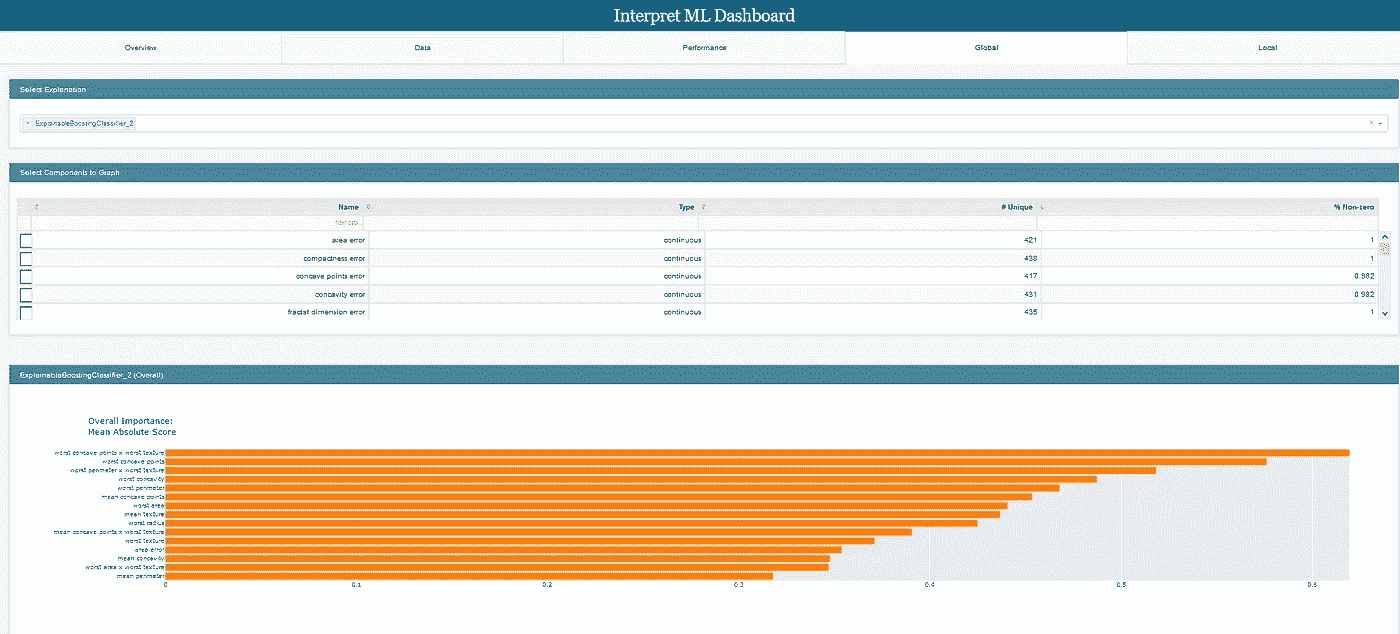 Interpret ML Dashboard
Overview Data Performance Global Local
Select Explanation
× ExplainableBoostingClassifier_2
Select Components to Graph
Name Type # Unique % Non-zero
area error continuous 421 1
compactness error continuous 438 1
concave points error continuous 417 0.982
concavity error continuous 431 0.982
fractal dimension error continuous 435 1
ExplainableBoostingClassifier_2 (Overall)
Overall Importance:
Mean Absolute Score
worst concave points x worst texture
worst concave points
worst perimeter x worst texture
worst concavity
worst perimeter
mean concave points
worst area
mean texture
worst radius
mean concave points x worst texture
worst texture
area error
mean concavity
worst area x worst texture
mean perimeter
0 0.1 0.2 0.3 0.4 0.5 0.6